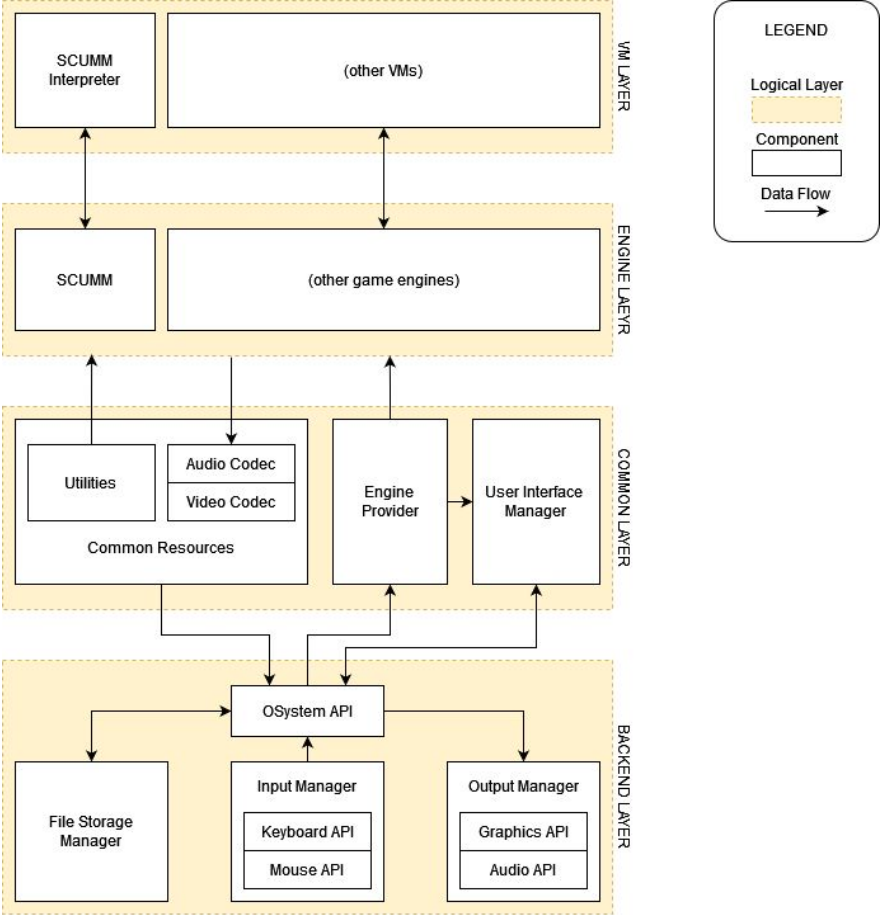 SCUMM
Interpreter
(other VMs)
VM LAYER
LEGEND
Logical Layer
Component
Data Flow
SCUMM
(other game engines)
ENGINE LAEYR
Utilities
Audio Codec
Video Codec
Common Resources
Engine
Provider
User Interface
Manager
COMMON LAYER
OSystem API
File Storage
Manager
Input Manager
Keyboard API
Mouse API
Output Manager
Graphics API
Audio API
BACKEND LAYER